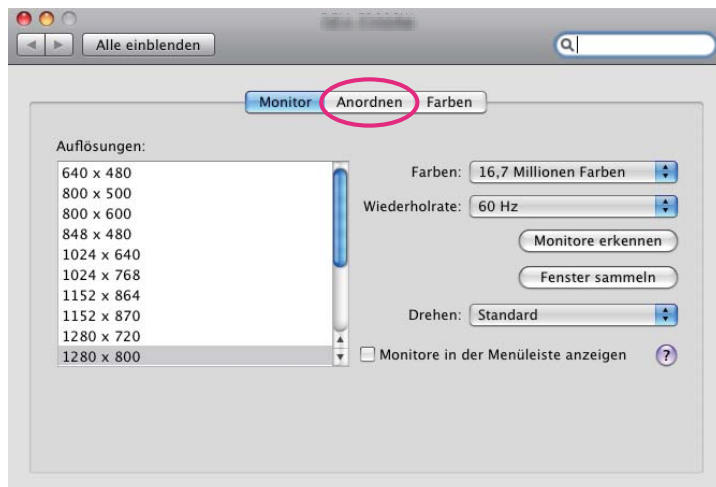 Alle einblenden
Monitor Anordnen Farben
Auflösungen:
640 x 480
800 x 500
800 x 600
848 x 480
1024 x 640
1024 x 768
1152 x 864
1152 x 870
1280 x 720
1280 x 800
Farben: 16,7 Millionen Farben
Wiederholrate: 60 Hz
Monitore erkennen
Fenster sammeln
Drehen: Standard
Monitore in der Menüleiste anzeigen ?